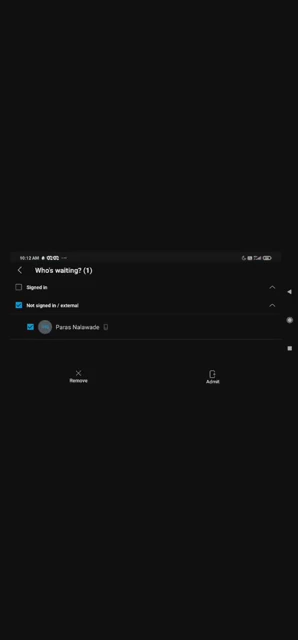 10:12 AM
Who's waiting? (1)
Signed in
Not signed in / external
Paras Nalawade
Remove
Admit